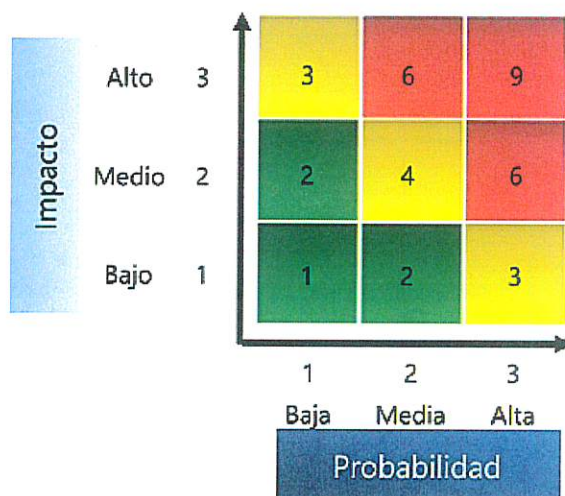 Impacto
Alto 3 3 6 9
Medio 2 2 4 6
Bajo 1 1 2 3
1 2 3
Baja Media Alta
Probabilidad